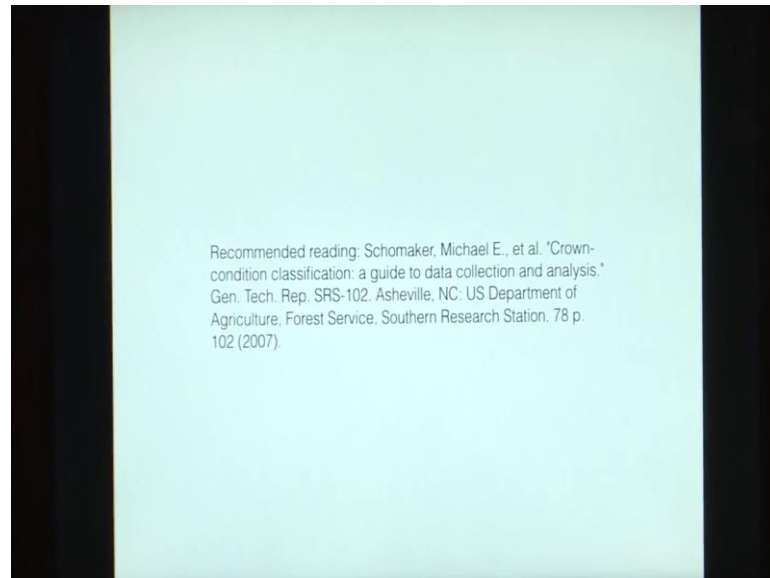 Recommended reading: Schomaker, Michael E., et al. "Crown-
condition classification: a guide to data collection and analysis."
Gen. Tech. Rep. SRS-102. Asheville, NC: US Department of
Agriculture, Forest Service, Southern Research Station. 78 p.
102 (2007).